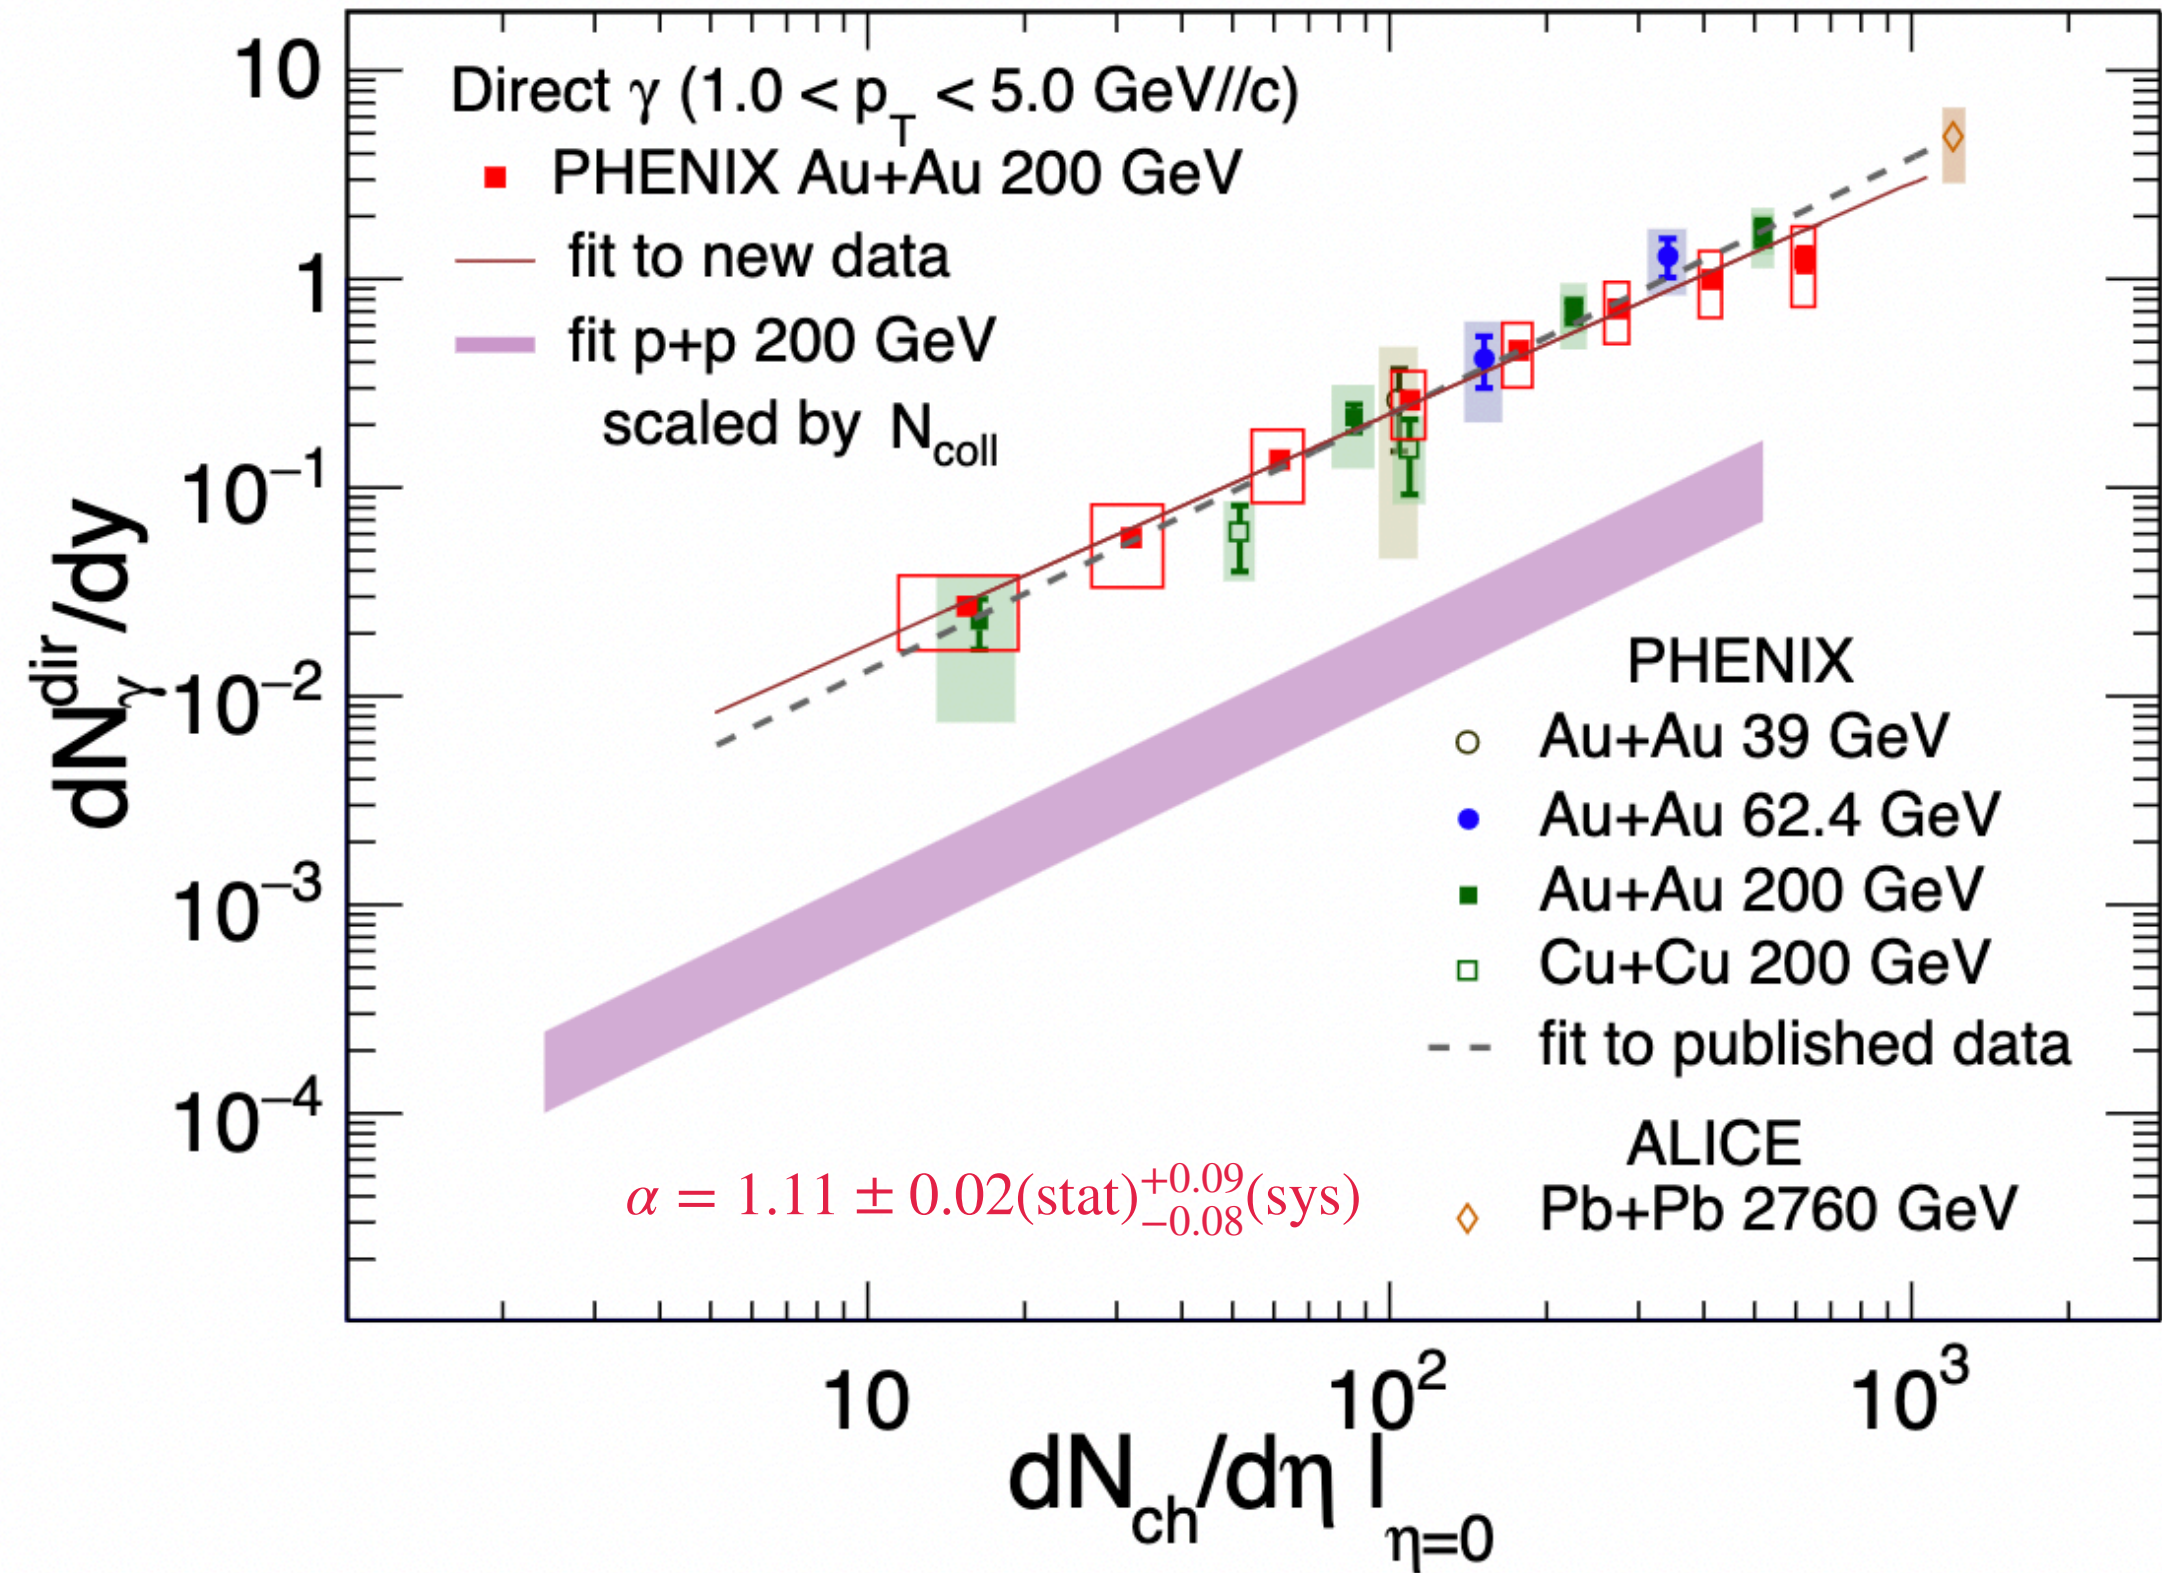 Direct γ (1.0 < p_T < 5.0 GeV//c)
PHENIX Au+Au 200 GeV
fit to new data
fit p+p 200 GeV
scaled by N_coll
10
1
10⁻¹
10⁻²
10⁻³
10⁻⁴
dN_γ^dir/dy
PHENIX
Au+Au 39 GeV
Au+Au 62.4 GeV
Au+Au 200 GeV
Cu+Cu 200 GeV
fit to published data
ALICE
Pb+Pb 2760 GeV
α = 1.11 ± 0.02(stat)^{+0.09}_{−0.08}(sys)
10 10² 10³
dN_ch/dη |_η=0